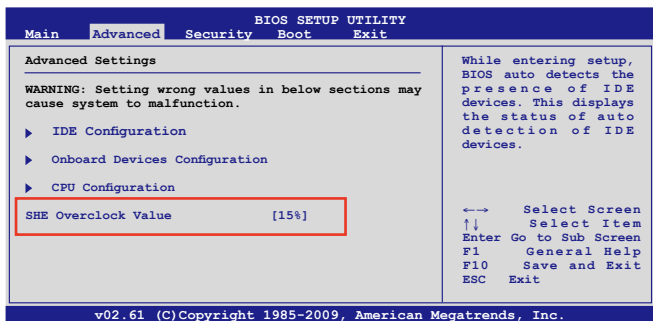 BIOS SETUP UTILITY
Main Advanced Security Boot Exit
Advanced Settings
WARNING: Setting wrong values in below sections may
cause system to malfunction.
IDE Configuration
Onboard Devices Configuration
CPU Configuration
SHE Overclock Value [15%]
While entering setup,
BIOS auto detects the
presence of IDE
devices. This displays
the status of auto
detection of IDE
devices.
←→ Select Screen
↑↓ Select Item
Enter Go to Sub Screen
F1 General Help
F10 Save and Exit
ESC Exit
v02.61 (C)Copyright 1985-2009, American Megatrends, Inc.